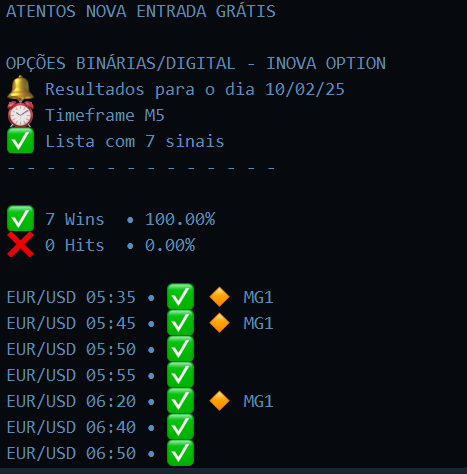 ATENTOS NOVA ENTRADA GRÁTIS
OPÇÕES BINÁRIAS/DIGITAL - INOVA OPTION
🔔 Resultados para o dia 10/02/25
⏰ Timeframe M5
✅ Lista com 7 sinais
- - - - - - - - - - - - - -
✅ 7 Wins • 100.00%
❌ 0 Hits • 0.00%
EUR/USD 05:35 • ✅ 🔸 MG1
EUR/USD 05:45 • ✅ 🔸 MG1
EUR/USD 05:50 • ✅
EUR/USD 05:55 • ✅
EUR/USD 06:20 • ✅ 🔸 MG1
EUR/USD 06:40 • ✅
EUR/USD 06:50 • ✅